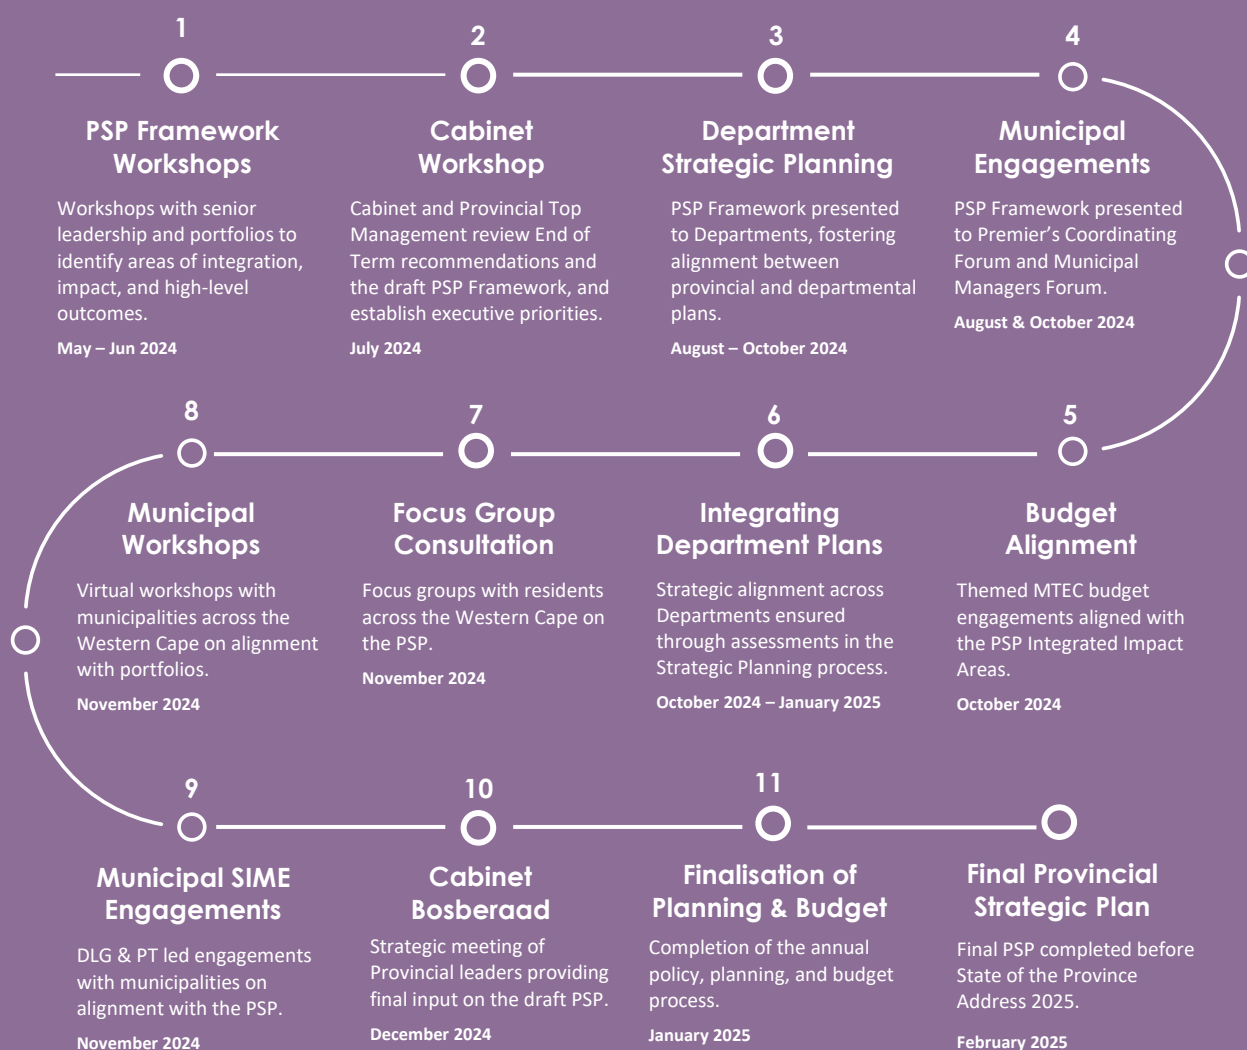 1
PSP Framework
Workshops
Workshops with senior
leadership and portfolios to
identify areas of integration,
impact, and high-level
outcomes.
May – Jun 2024
2
Cabinet
Workshop
Cabinet and Provincial Top
Management review End of
Term recommendations and
the draft PSP Framework, and
establish executive priorities.
July 2024
3
Department
Strategic Planning
PSP Framework presented
to Departments, fostering
alignment between
provincial and departmental
plans.
August – October 2024
4
Municipal
Engagements
PSP Framework presented
to Premier’s Coordinating
Forum and Municipal
Managers Forum.
August & October 2024
5
Budget
Alignment
Themed MTEC budget
engagements aligned with
the PSP Integrated Impact
Areas.
October 2024
6
Integrating
Department Plans
Strategic alignment across
Departments ensured
through assessments in the
Strategic Planning process.
October 2024 – January 2025
7
Focus Group
Consultation
Focus groups with residents
across the Western Cape on
the PSP.
November 2024
8
Municipal
Workshops
Virtual workshops with
municipalities across the
Western Cape on alignment
with portfolios.
November 2024
9
Municipal SIME
Engagements
DLG & PT led engagements
with municipalities on
alignment with the PSP.
November 2024
10
Cabinet
Bosberaad
Strategic meeting of
Provincial leaders providing
final input on the draft PSP.
December 2024
11
Finalisation of
Planning & Budget
Completion of the annual
policy, planning, and budget
process.
January 2025
Final Provincial
Strategic Plan
Final PSP completed before
State of the Province
Address 2025.
February 2025